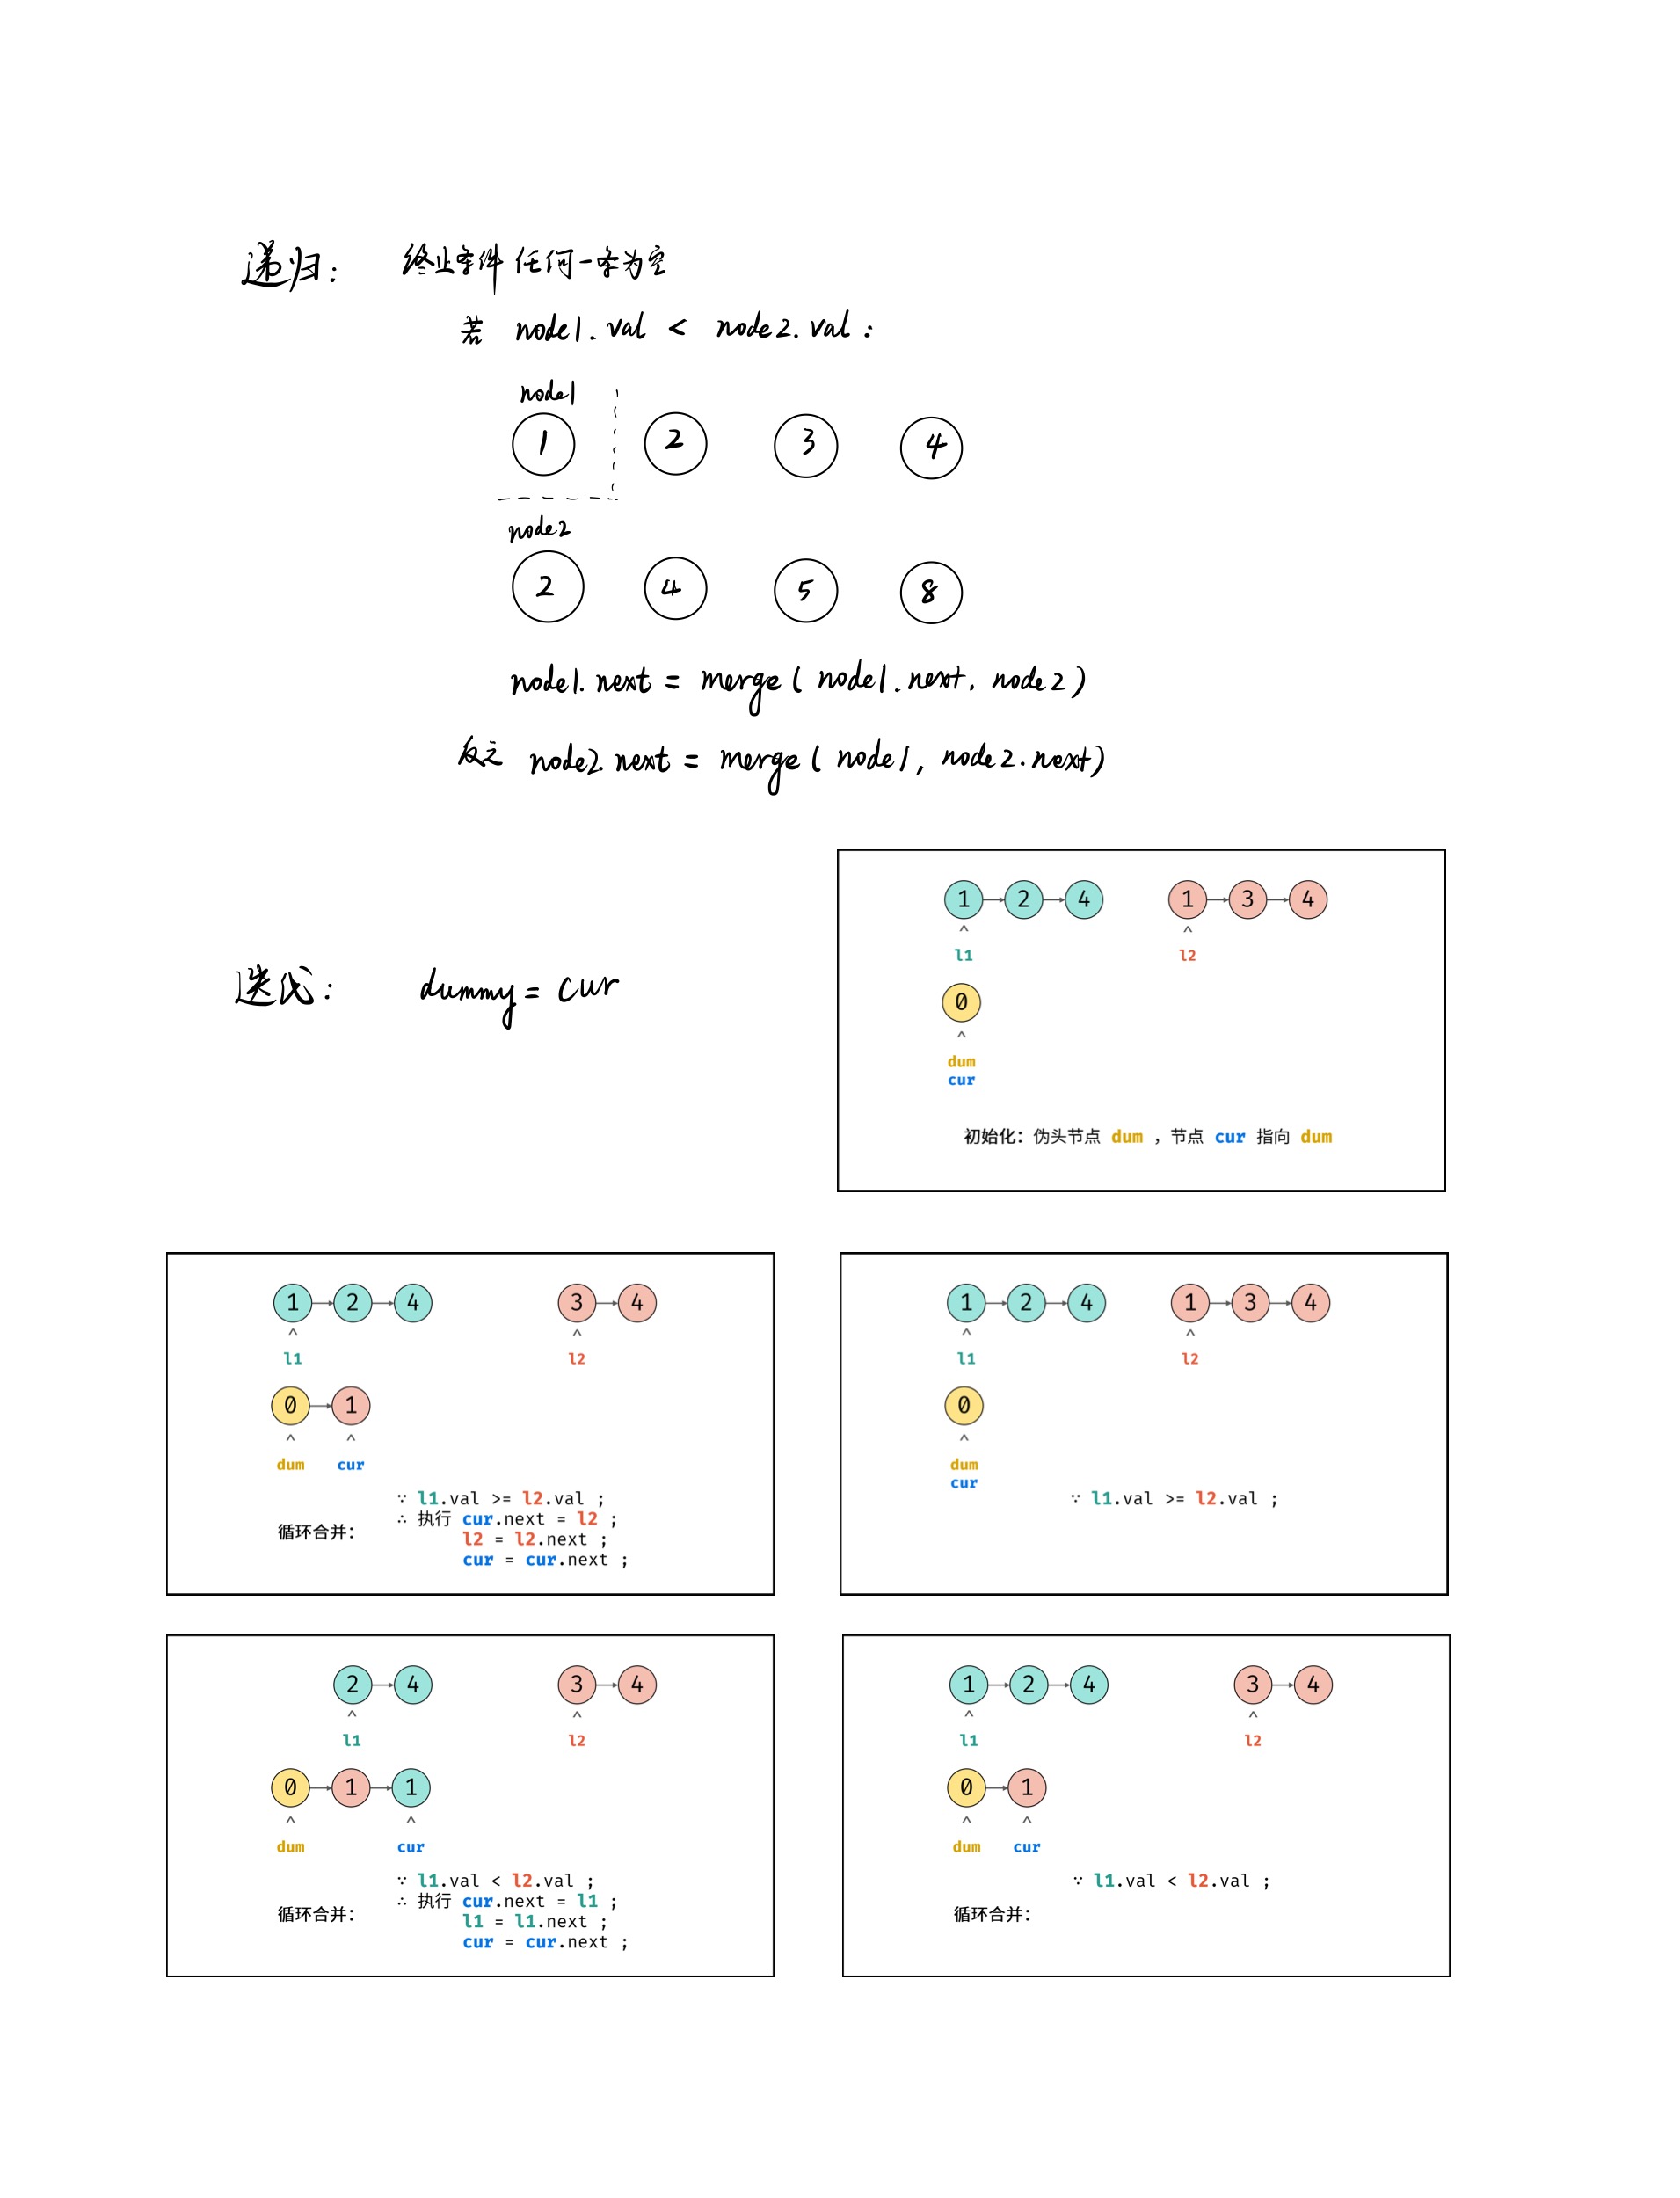 递归: 终止条件 任何一条为空
若 node1.val < node2.val:
node1
1 2 3 4
node2
2 4 5 8
node1.next = merge( node1.next, node2)
反之 node2.next = merge( node1, node2.next)
迭代: dummy = cur
1 2 4 1 3 4
^ ^
l1 l2
0
^
dum
cur
初始化: 伪头节点 dum , 节点 cur 指向 dum
1 2 4 3 4
^ ^
l1 l2
0 1
^ ^
dum cur
∵ l1.val >= l2.val ;
∴ 执行 cur.next = l2 ;
循环合并:
l2 = l2.next ;
cur = cur.next ;
1 2 4 1 3 4
^ ^
l1 l2
0
^
dum
cur
∵ l1.val >= l2.val ;
2 4 3 4
^ ^
l1 l2
0 1 1
^ ^
dum cur
∵ l1.val < l2.val ;
∴ 执行 cur.next = l1 ;
循环合并:
l1 = l1.next ;
cur = cur.next ;
1 2 4 3 4
^ ^
l1 l2
0 1
^ ^
dum cur
∵ l1.val < l2.val ;
循环合并: